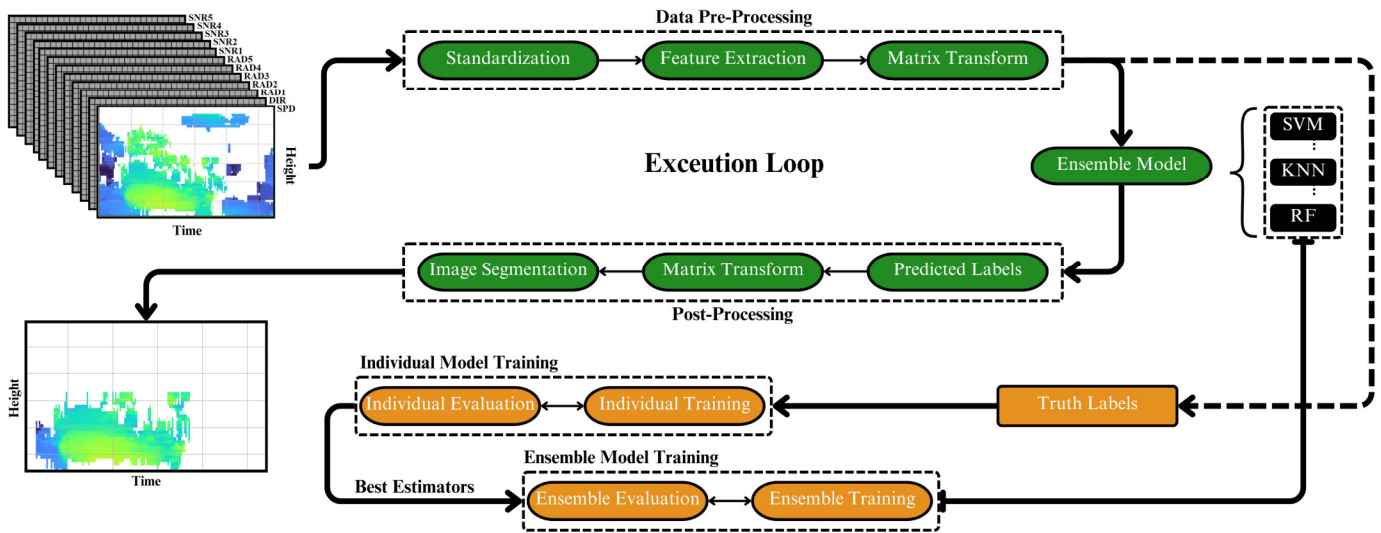 SNR5
SNR4
SNR3
SNR2
SNR1
RAD5
RAD4
RAD3
RAD2
RAD1
DIR
SPD
Height
Time
Data Pre-Processing
Standardization
Feature Extraction
Matrix Transform
Exceution Loop
Ensemble Model
SVM
KNN
RF
Image Segmentation
Matrix Transform
Predicted Labels
Post-Processing
Height
Time
Individual Model Training
Individual Evaluation
Individual Training
Truth Labels
Ensemble Model Training
Best Estimators
Ensemble Evaluation
Ensemble Training